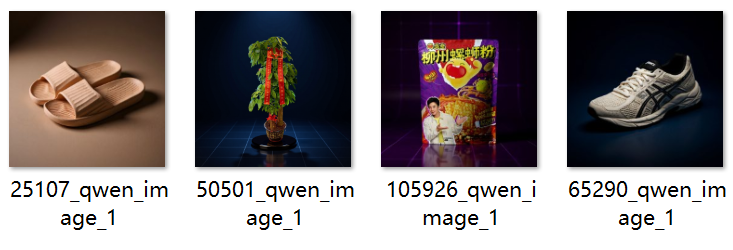 柳州螺蛳粉
25107_qwen_im
age_1
50501_qwen_im
age_1
105926_qwen_i
mage_1
65290_qwen_im
age_1